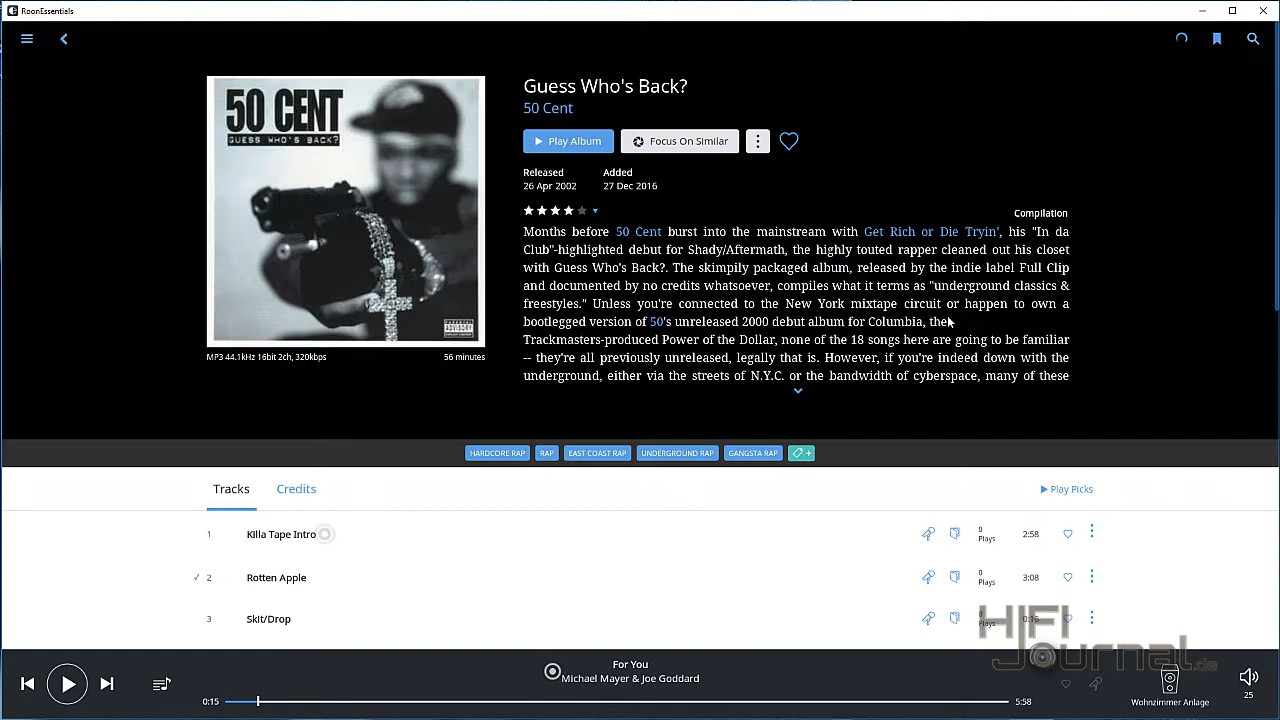 RoonEssentials
50 CENT
GUESS WHO'S BACK?
ADVISORY
MP3 44.1kHz 16bit 2ch, 320kbps
56 minutes
Guess Who's Back?
50 Cent
Play Album
Focus On Similar
Released
Added
26 Apr 2002
27 Dec 2016
Compilation
Months before 50 Cent burst into the mainstream with Get Rich or Die Tryin', his "In da
Club"-highlighted debut for Shady/Aftermath, the highly touted rapper cleaned out his closet
with Guess Who's Back?. The skimpily packaged album, released by the indie label Full Clip
and documented by no credits whatsoever, compiles what it terms as "underground classics &
freestyles." Unless you're connected to the New York mixtape circuit or happen to own a
bootlegged version of 50's unreleased 2000 debut album for Columbia, the
Trackmasters-produced Power of the Dollar, none of the 18 songs here are going to be familiar
-- they're all previously unreleased, legally that is. However, if you're indeed down with the
underground, either via the streets of N.Y.C. or the bandwidth of cyberspace, many of these
HARDCORE RAP
RAP
EAST COAST RAP
UNDERGROUND RAP
GANGSTA RAP
Tracks
Credits
Play Picks
1 Killa Tape Intro 0 Plays 2:58
2 Rotten Apple 0 Plays 3:08
3 Skit/Drop 0 Plays 0:16
HIFI
Journal.de
For You
Michael Mayer & Joe Goddard
0:15
5:58
Wohnzimmer Anlage
25